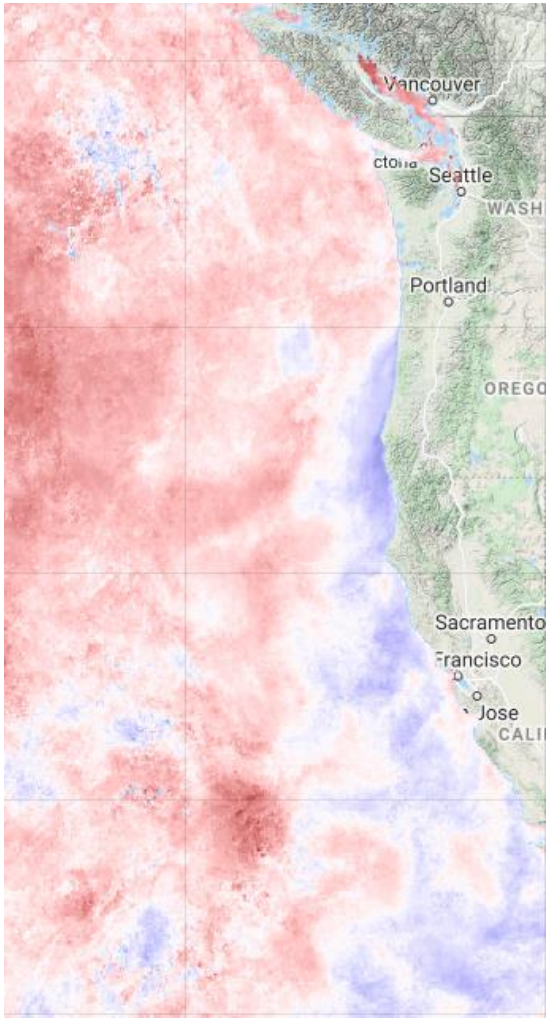 Vancouver
ctoria
Seattle
WASH
Portland
OREGO
Sacramento
Francisco
Jose
CALI